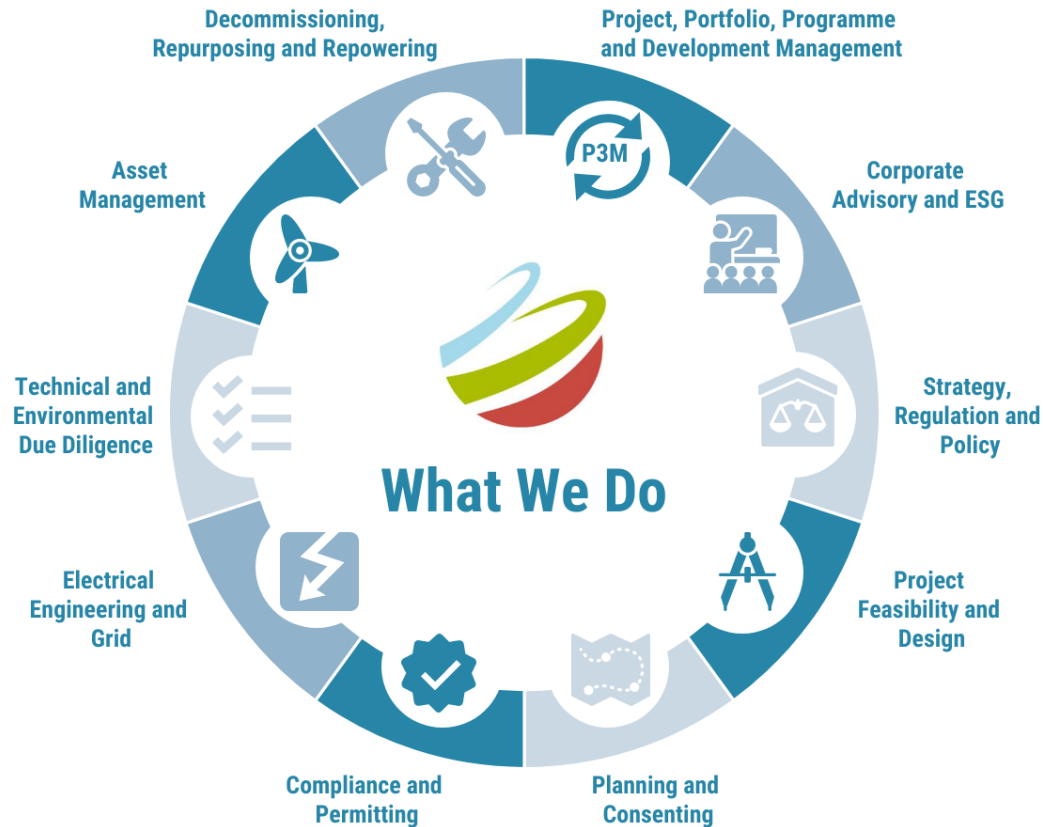 Decommissioning,
Repurposing and Repowering
Project, Portfolio, Programme
and Development Management
P3M
Asset
Management
Corporate
Advisory and ESG
Technical and
Environmental
Due Diligence
Strategy,
Regulation and
Policy
What We Do
Electrical
Engineering and
Grid
Project
Feasibility and
Design
Compliance and
Permitting
Planning and
Consenting